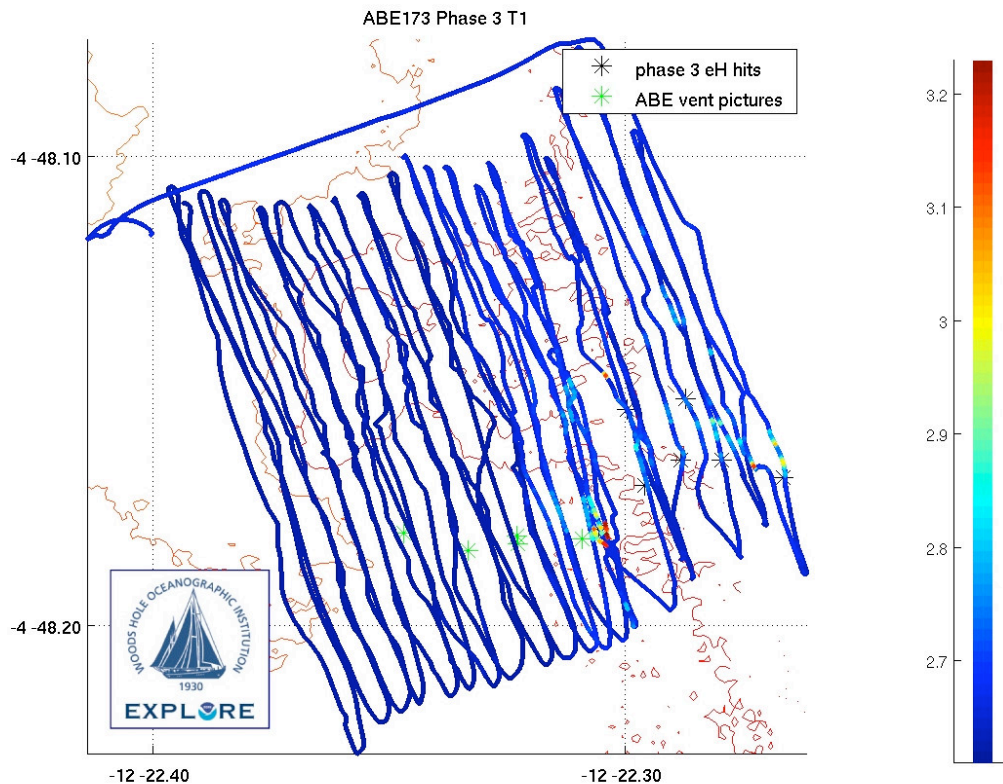 ABE173 Phase 3 T1
phase 3 eH hits
ABE vent pictures
-4 -48.10
-4 -48.20
-12 -22.40
-12 -22.30
3.2
3.1
3
2.9
2.8
2.7
WOODS HOLE OCEANOGRAPHIC INSTITUTION
1930
EXPLORE